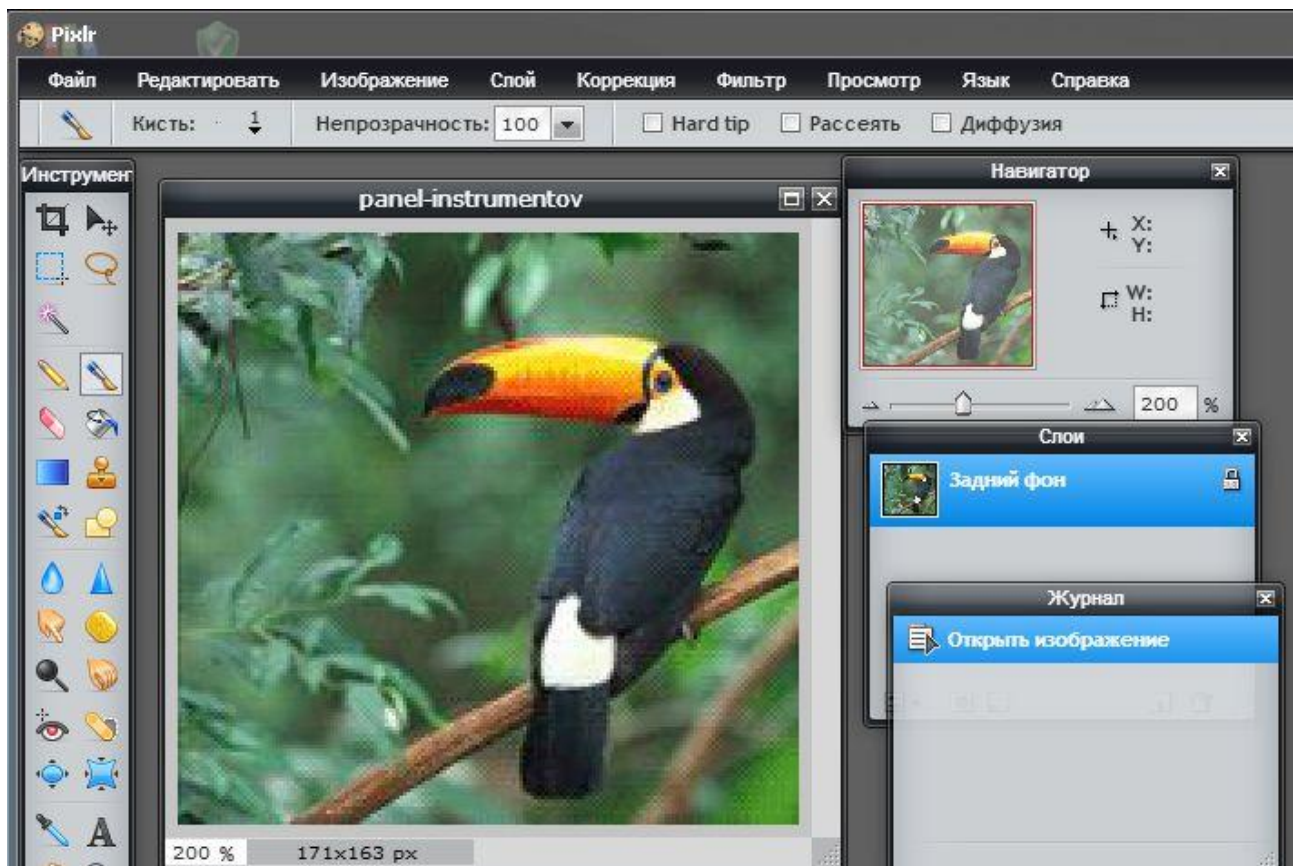 Pixlr
Файл Редактировать Изображение Слой Коррекция Фильтр Просмотр Язык Справка
Кисть: 1 Непрозрачность: 100 Hard tip Рассеять Диффузия
Инструмен
panel-instrumentov
Навигатор
X:
Y:
W:
H:
200 %
Слои
Задний фон
Журнал
Открыть изображение
A
200 % 171x163 px